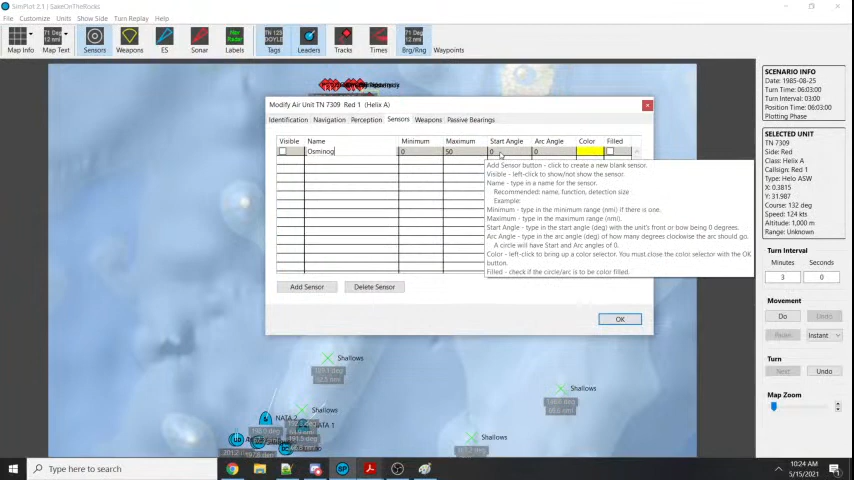 SimPlot 2.1 | SakeOnTheRocks
File Customize Units Show Side Turn Replay Help
Map Info Map Text Sensors Weapons ES Sonar Labels Tags Leaders Tracks Times Brg/Rng Waypoints
Modify Air Unit TN 7309 Red 1 (Helix A)
Identification Navigation Perception Sensors Weapons Passive Bearings
Visible Name Minimum Maximum Start Angle Arc Angle Color Filled
Osminog 0 50 0 0
Add Sensor button - click to create a new blank sensor.
Visible - left-click to show/not show the sensor.
Name - type in a name for the sensor.
Recommended: name, function, detection size
Example:
Minimum - type in the minimum range (nmi) if there is one.
Maximum - type in the maximum range (nmi).
Start Angle - type in the start angle (deg) with the unit's front or bow being 0 degrees.
Arc Angle - type in the arc angle (deg) of how many degrees clockwise the arc should go.
A circle will have Start and Arc angles of 0.
Color - left-click to bring up a color selector. You must close the color selector with the OK
button.
Filled - check if the circle/arc is to be color filled.
Add Sensor Delete Sensor
OK
SCENARIO INFO
Date: 1985-08-25
Turn Time: 06:03:00
Turn Interval: 03:00
Position Time: 06:03:00
Plotting Phase
SELECTED UNIT
TN 7309
Side: Red
Class: Helix A
Callsign: Red 1
Type: Helo ASW
X: 0.3815
Y: 31.987
Course: 132 deg
Speed: 124 kts
Altitude: 1,000 m
Range: Unknown
Turn Interval
Minutes Seconds
3 0
Movement
Do Undo
Pause Instant
Turn
Next Undo
Map Zoom
Shallows
Shallows
Shallows
Shallows
NATA 2
Type here to search
10:24 AM
5/15/2021